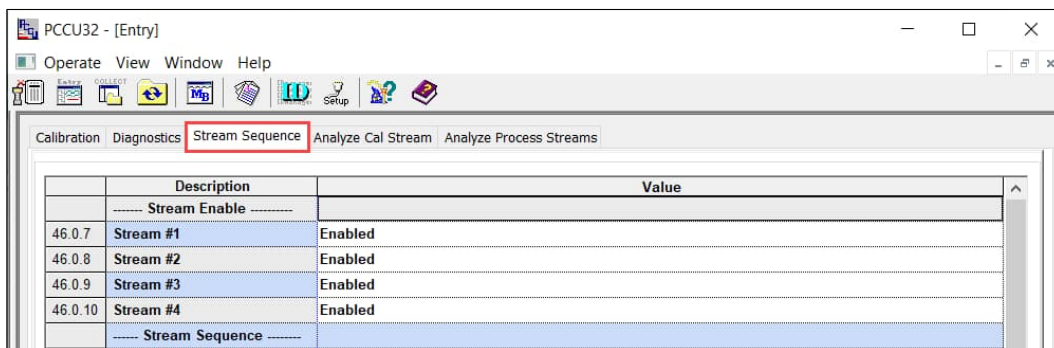 PCCU32 - [Entry]
Operate View Window Help
Entry COLLECT MB ID Manager Setup
Calibration Diagnostics Stream Sequence Analyze Cal Stream Analyze Process Streams
Description Value
------- Stream Enable ----------
46.0.7 Stream #1 Enabled
46.0.8 Stream #2 Enabled
46.0.9 Stream #3 Enabled
46.0.10 Stream #4 Enabled
------ Stream Sequence --------